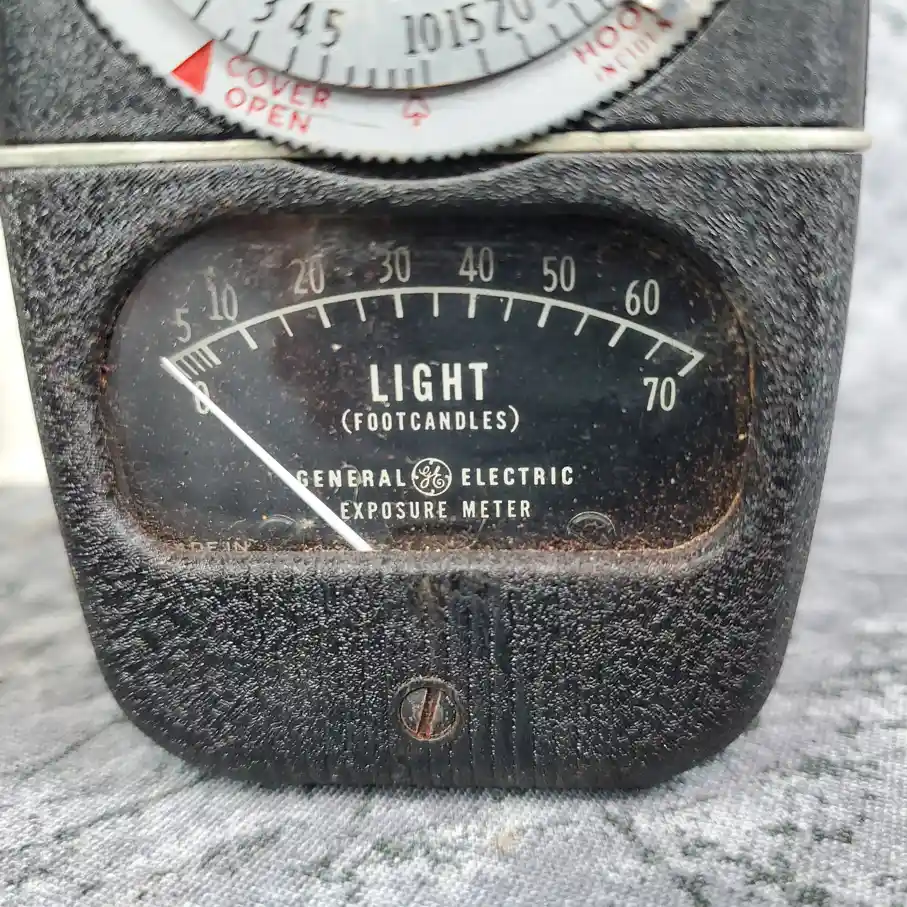 3 4 5 10 15 20
COVER
OPEN
HOOD
5 10 20 30 40 50 60
0 70
LIGHT
(FOOTCANDLES)
GENERAL GE ELECTRIC
EXPOSURE METER